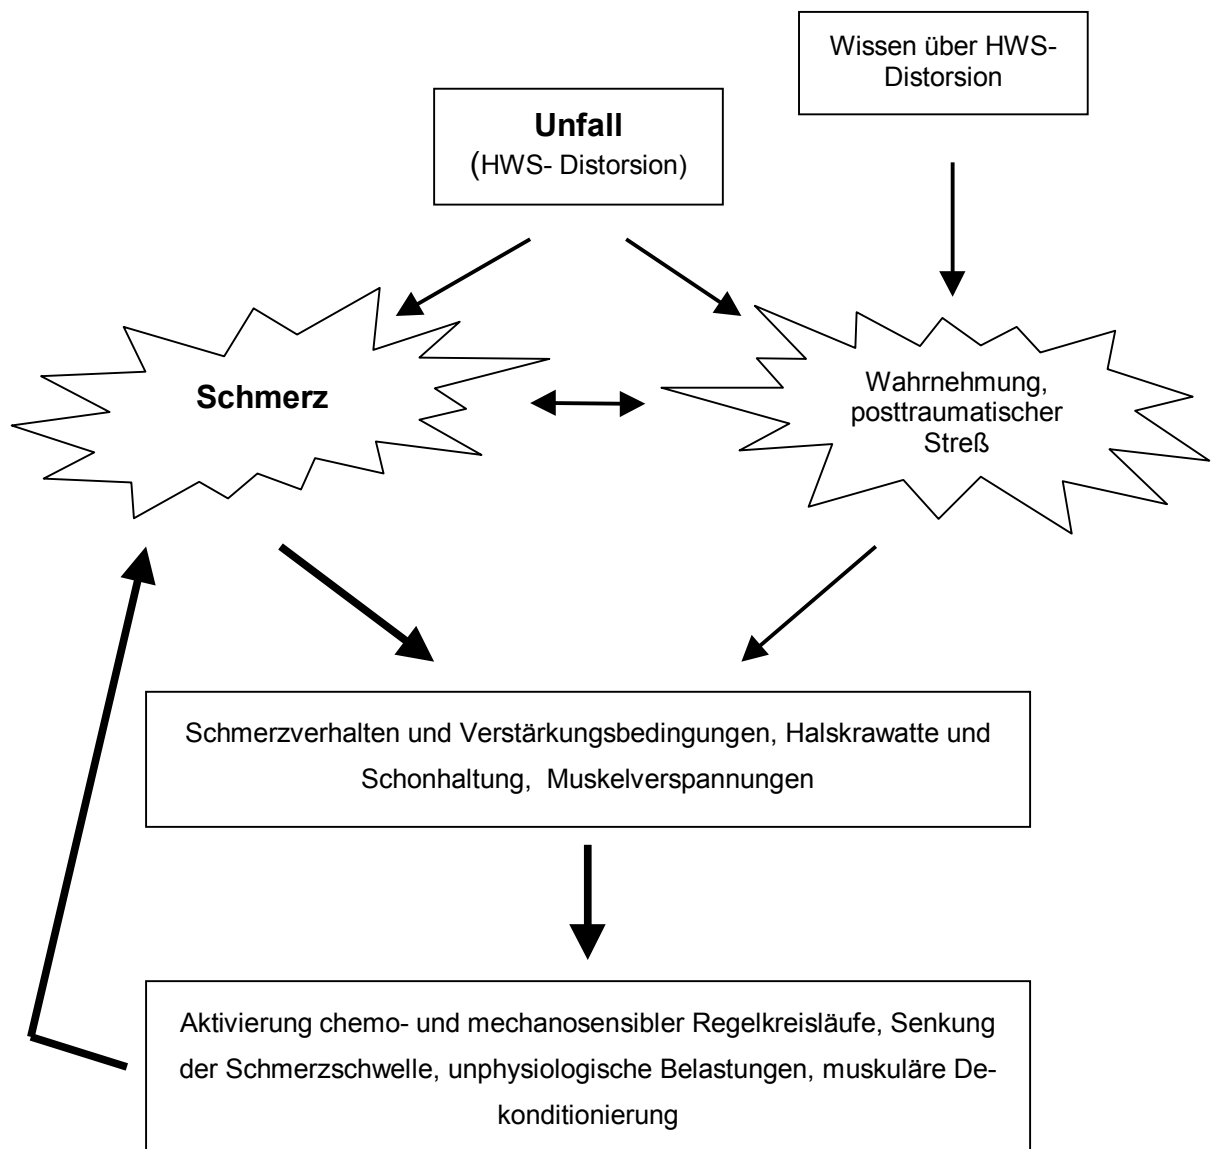 Wissen über HWS-
Distorsion
Unfall
(HWS- Distorsion)
Schmerz
Wahrnehmung,
posttraumatischer
Streß
Schmerzverhalten und Verstärkungsbedingungen, Halskrawatte und
Schonhaltung, Muskelverspannungen
Aktivierung chemo- und mechanosensibler Regelkreisläufe, Senkung
der Schmerzschwelle, unphysiologische Belastungen, muskuläre De-
konditionierung